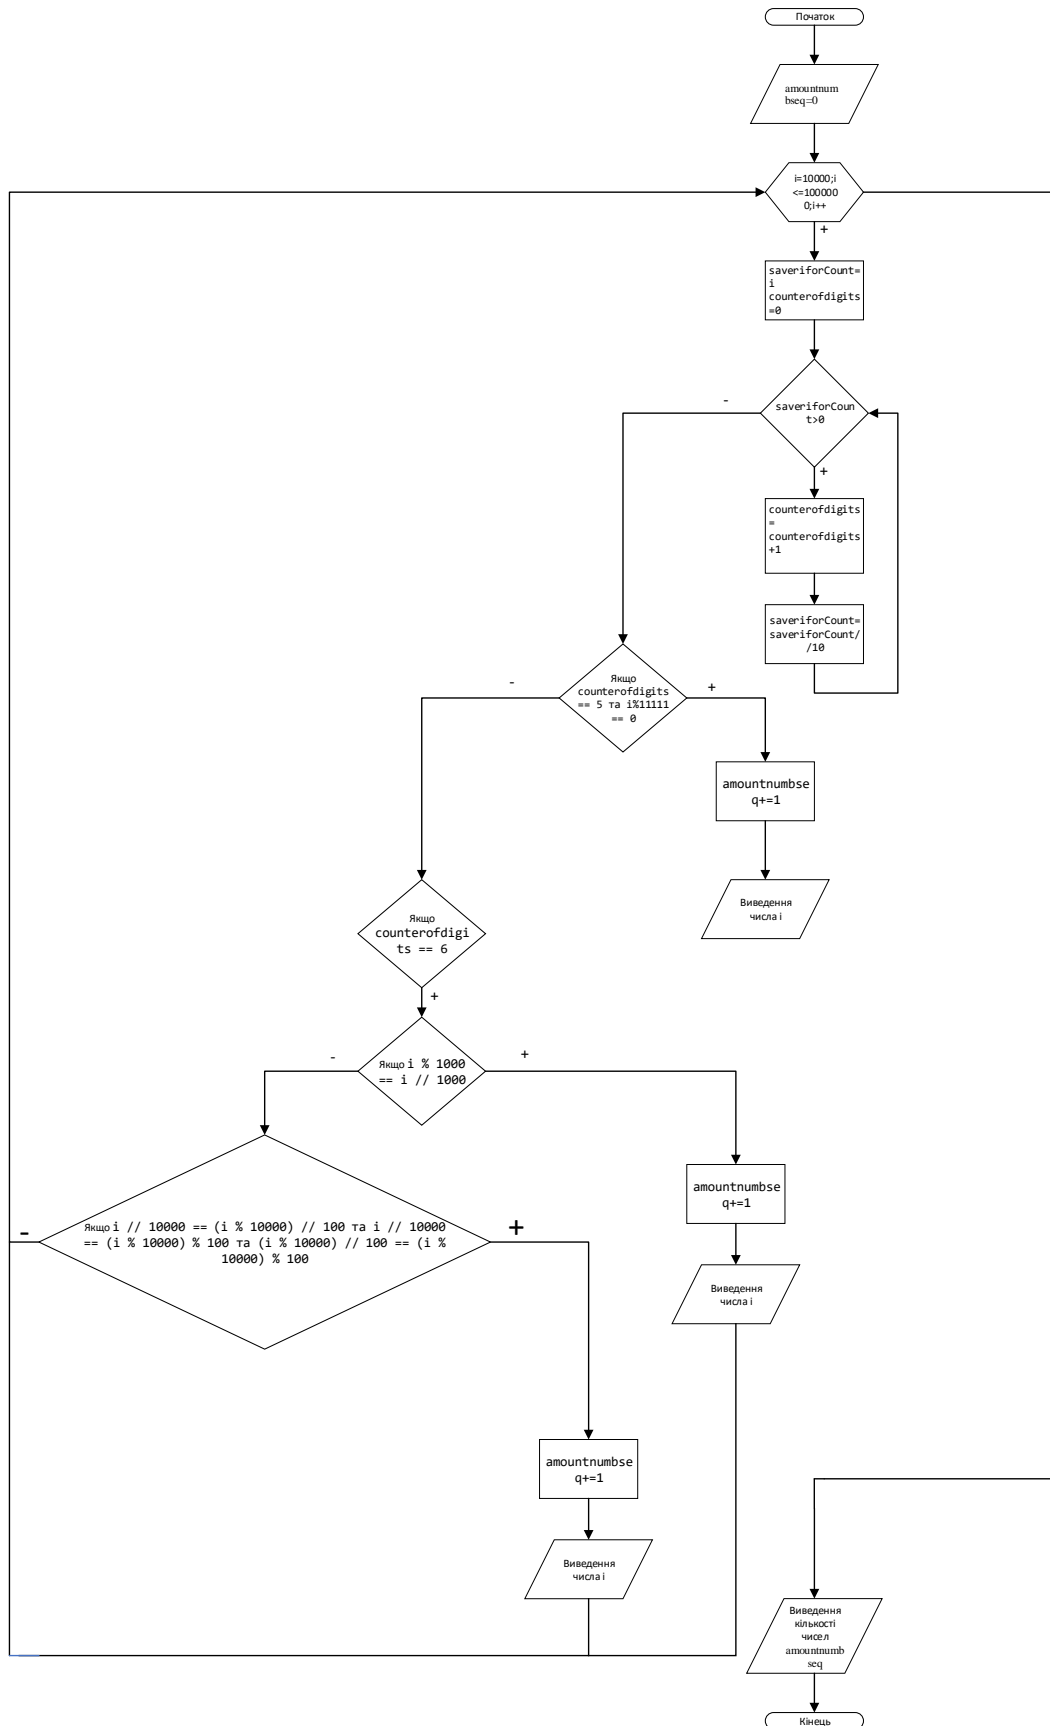 Початок
amountnum
bseq=0
i=10000;i
<=100000
0;i++
+
saveriforCount=
i
counterofdigits
=0
saveriforCoun
t>0
-
+
counterofdigits
=
counterofdigits
+1
saveriforCount=
saveriforCount/
/10
Якщо
counterofdigits
== 5 та i%11111
== 0
-
+
amountnumbse
q+=1
Виведення
числа i
Якщо
counterofdigi
ts == 6
+
Якщо i % 1000
== i // 1000
-
+
amountnumbse
q+=1
Виведення
числа i
Якщо i // 10000 == (i % 10000) // 100 та i // 10000
== (i % 10000) % 100 та (i % 10000) // 100 == (i %
10000) % 100
-
+
amountnumbse
q+=1
Виведення
числа i
Виведення
кількості
чисел
amountnumb
seq
Кінець